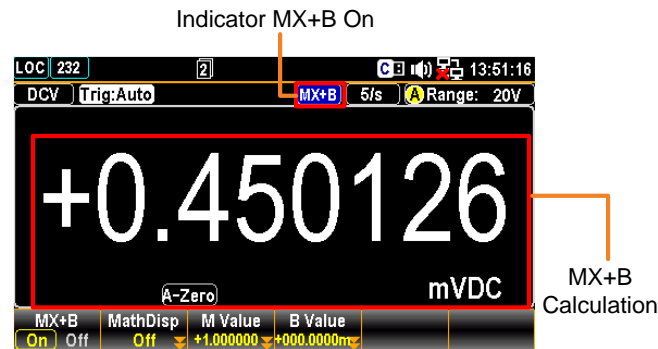 Indicator MX+B On
LOC 232 2 C 13:51:16
DCV Trig:Auto MX+B 5/s A Range: 20V
+0.450126
A-Zero mVDC
MX+B
Calculation
MX+B MathDisp M Value B Value
On Off Off +1.000000 +000.0000m